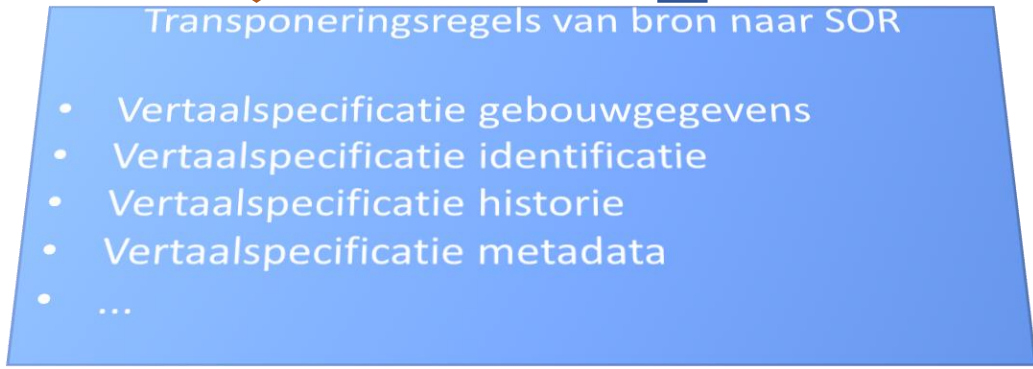 Transponeringsregels van bron naar SOR
• Vertaalspecificatie gebouwgegevens
• Vertaalspecificatie identificatie
• Vertaalspecificatie historie
• Vertaalspecificatie metadata
• ...